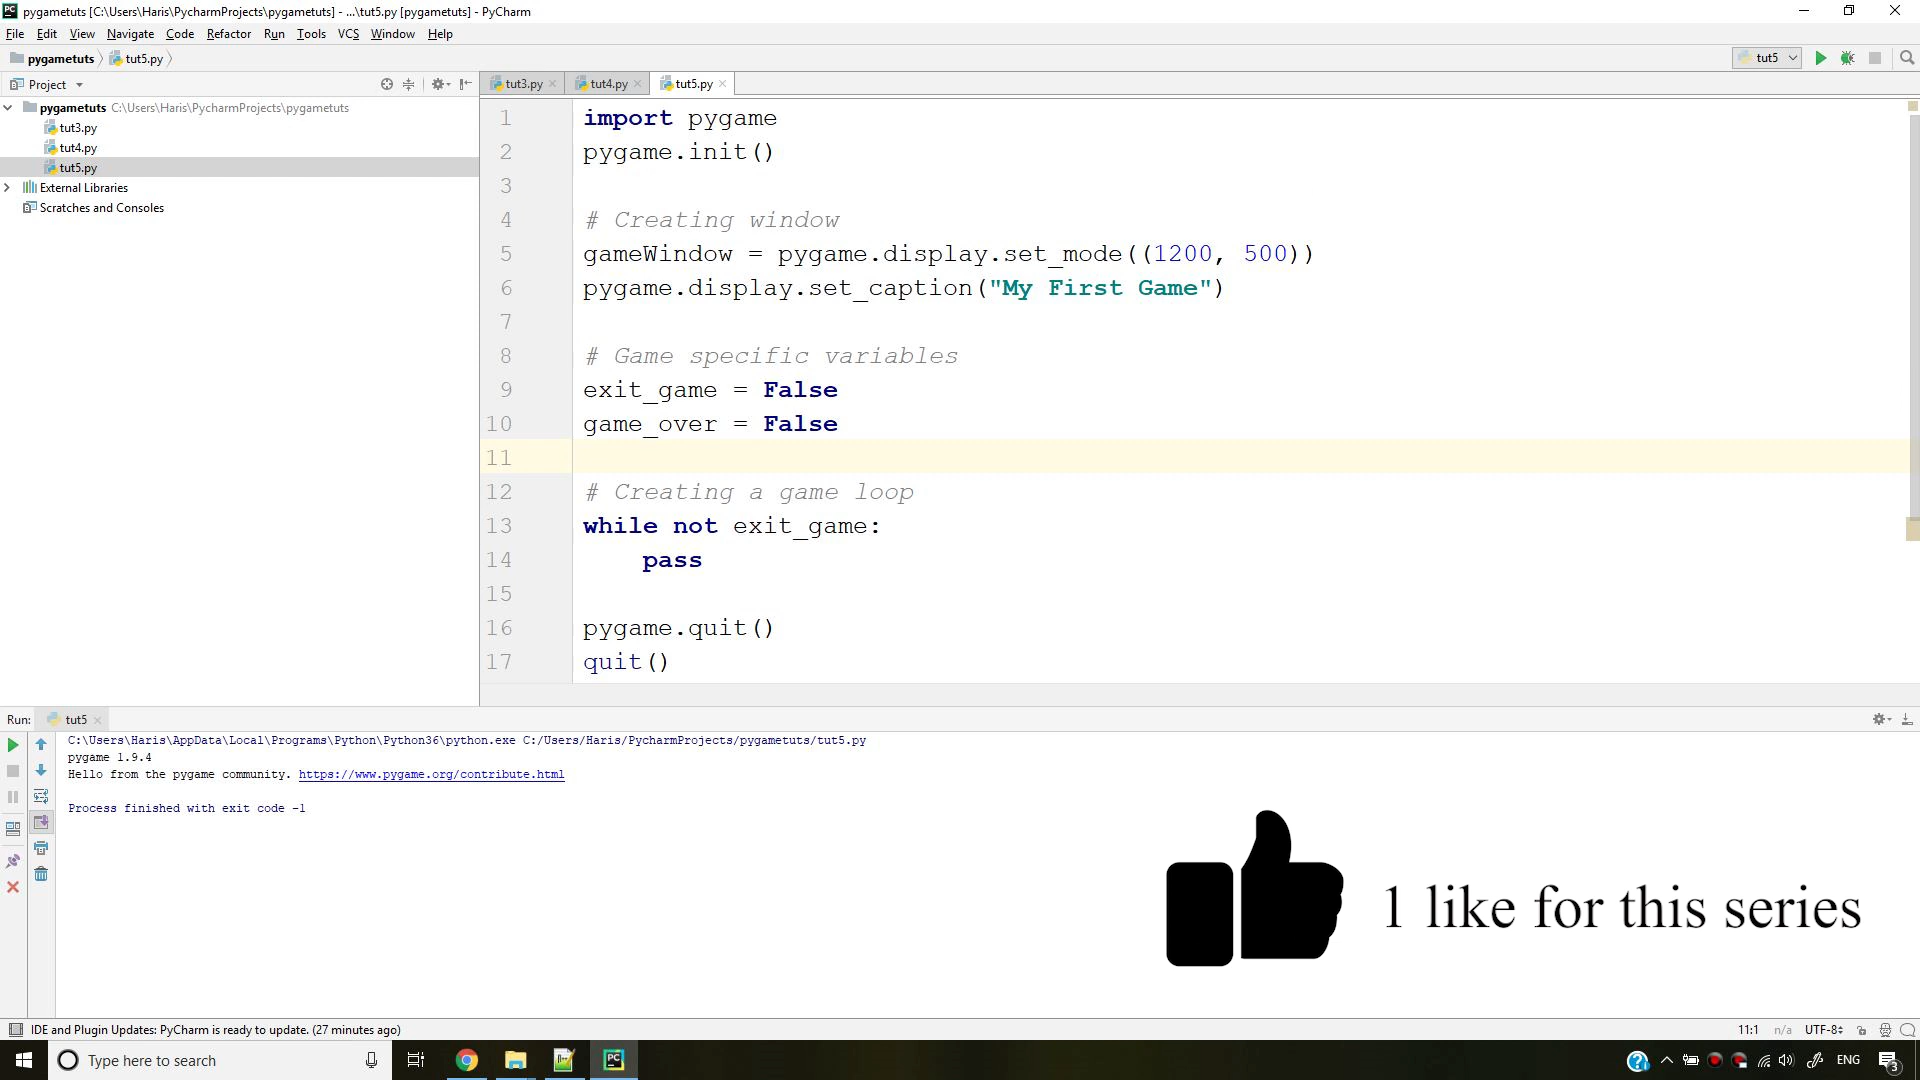 pygametuts [C:\Users\Haris\PycharmProjects\pygametuts] - ...\tut5.py [pygametuts] - PyCharm
File Edit View Navigate Code Refactor Run Tools VCS Window Help
pygametuts tut5.py
tut5
Project
tut3.py tut4.py tut5.py
pygametuts C:\Users\Haris\PycharmProjects\pygametuts
tut3.py
tut4.py
tut5.py
External Libraries
Scratches and Consoles
1 import pygame
2 pygame.init()
3
4 # Creating window
5 gameWindow = pygame.display.set_mode((1200, 500))
6 pygame.display.set_caption("My First Game")
7
8 # Game specific variables
9 exit_game = False
10 game_over = False
11
12 # Creating a game loop
13 while not exit_game:
14     pass
15
16 pygame.quit()
17 quit()
Run: tut5
C:\Users\Haris\AppData\Local\Programs\Python\Python36\python.exe C:/Users/Haris/PycharmProjects/pygametuts/tut5.py
pygame 1.9.4
Hello from the pygame community. https://www.pygame.org/contribute.html
Process finished with exit code -1
1 like for this series
IDE and Plugin Updates: PyCharm is ready to update. (27 minutes ago)
11:1 n/a UTF-8
Type here to search
ENG
3